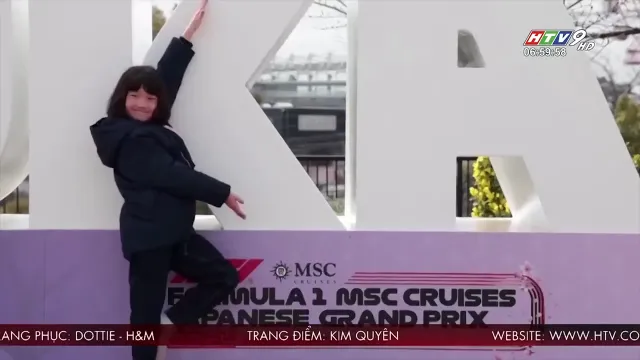 HTV9 HD
06:59:58
KA
MSC
CRUISES
FORMULA 1 MSC CRUISES
JAPANESE GRAND PRIX
ANG PHỤC: DOTTIE - H&M TRANG ĐIỂM: KIM QUYÊN WEBSITE: WWW.HTV.CO